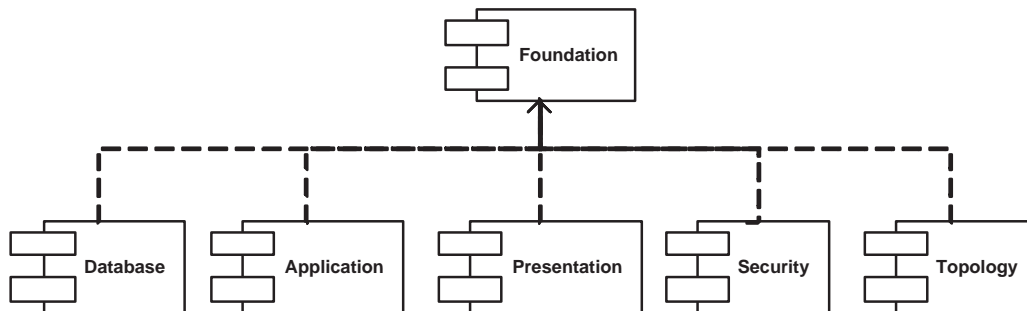 Foundation
Database
Application
Presentation
Security
Topology